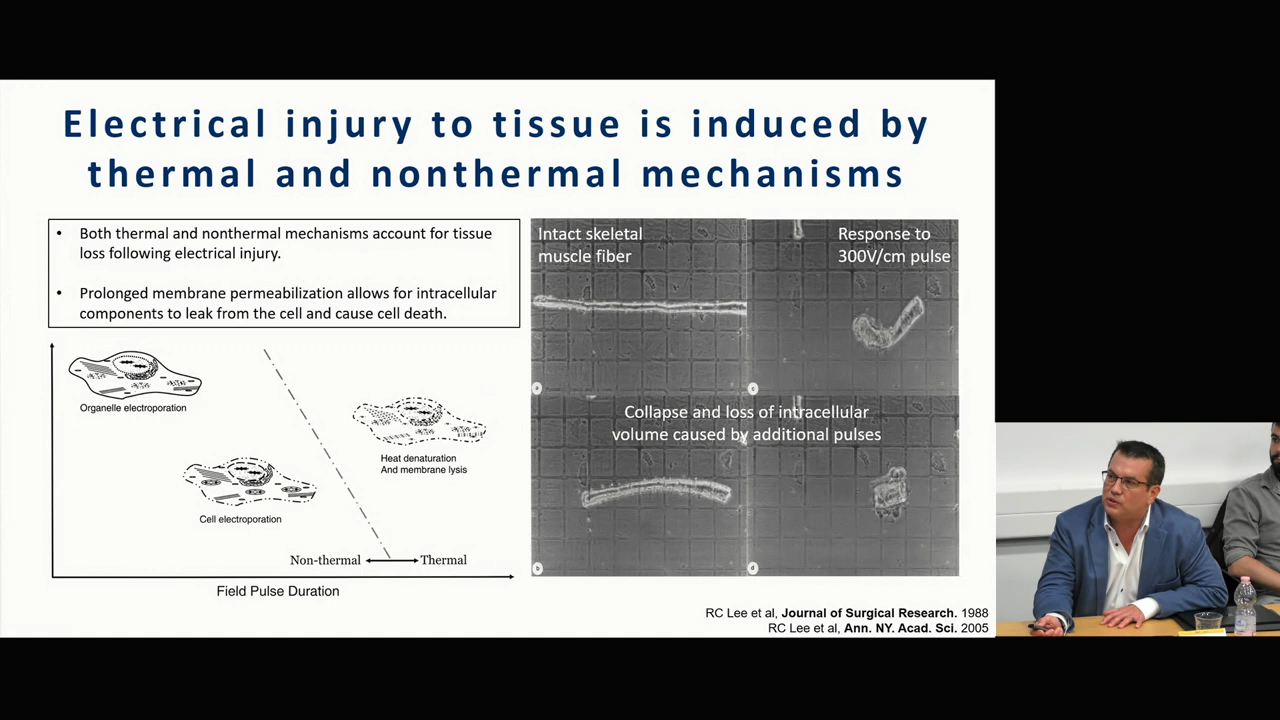 Electrical injury to tissue is induced by
thermal and nonthermal mechanisms
• Both thermal and nonthermal mechanisms account for tissue
loss following electrical injury.
• Prolonged membrane permeabilization allows for intracellular
components to leak from the cell and cause cell death.
Organelle electroporation
Heat denaturation
And membrane lysis
Cell electroporation
Non-thermal
Thermal
Field Pulse Duration
Intact skeletal
muscle fiber
a
Response to
300V/cm pulse
c
Collapse and loss of intracellular
volume caused by additional pulses
b
d
RC Lee et al, Journal of Surgical Research. 1988
RC Lee et al, Ann. NY. Acad. Sci. 2005